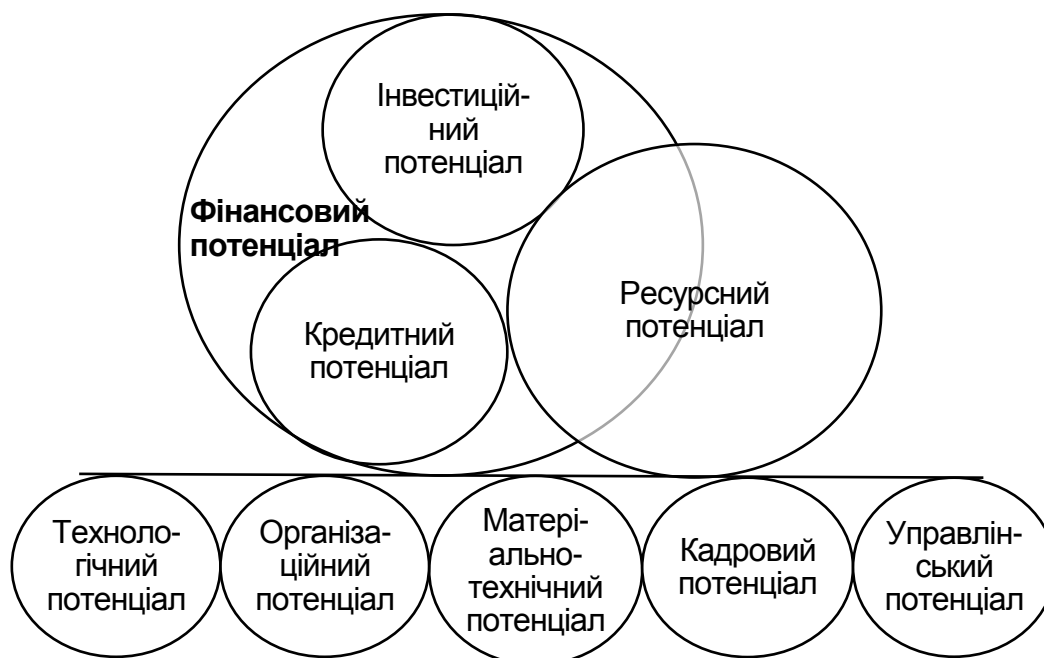 Інвестицій-
ний
потенціал
Фінансовий
потенціал
Ресурсний
потенціал
Кредитний
потенціал
Техноло-
гічний
потенціал
Організа-
ційний
потенціал
Матері-
ально-
технічний
потенціал
Кадровий
потенціал
Управлін-
ський
потенціал